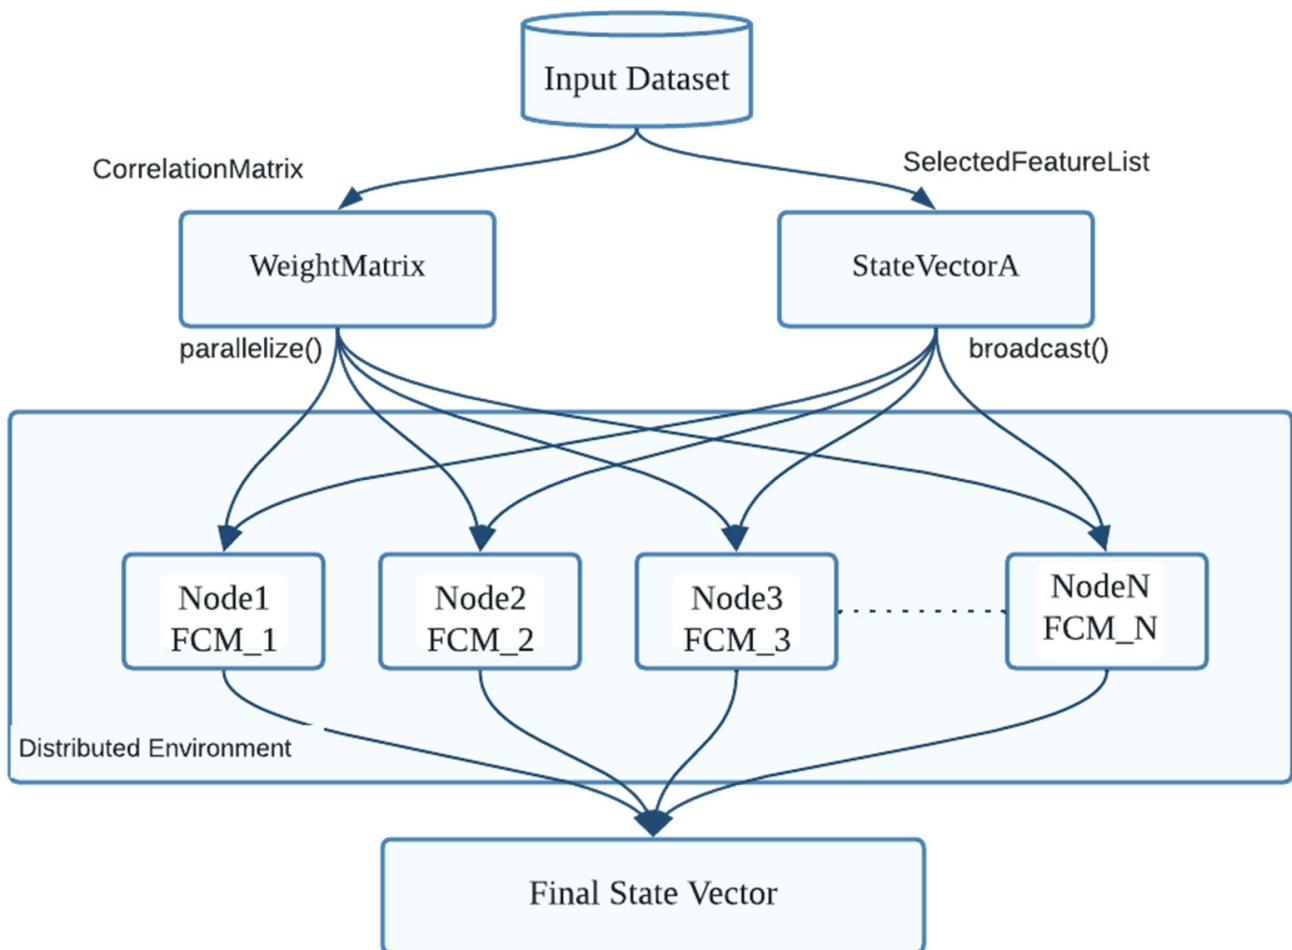 Input Dataset
CorrelationMatrix
SelectedFeatureList
WeightMatrix
StateVectorA
parallelize()
broadcast()
Node1
FCM_1
Node2
FCM_2
Node3
FCM_3
NodeN
FCM_N
Distributed Environment
Final State Vector